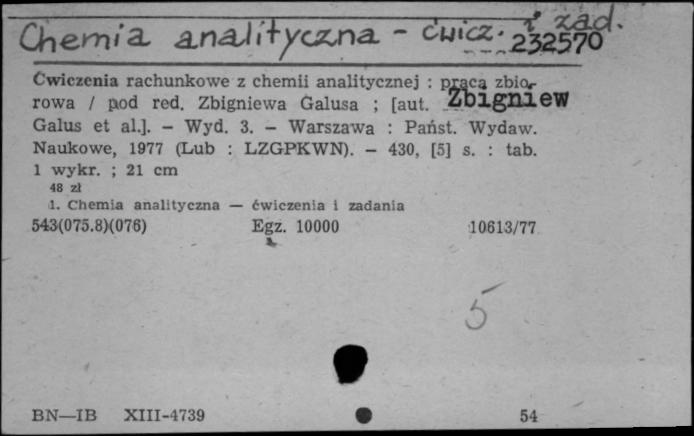 Chemia analityczna - ćwicz. i zad.
232570
Ćwiczenia rachunkowe z chemii analitycznej : praca zbio-
rowa / pod red. Zbigniewa Galusa ; [aut. Zbigniew
Galus et al.]. — Wyd. 3. — Warszawa : Państ. Wydaw.
Naukowe, 1977 (Lub : LZGPKWN). — 430, [5] s. : tab.
1 wykr. ; 21 cm
48 zł
1. Chemia analityczna — ćwiczenia i zadania
543(075.8)(076) Egz. 10000 10613/77
5
BN—IB XIII-4739 54